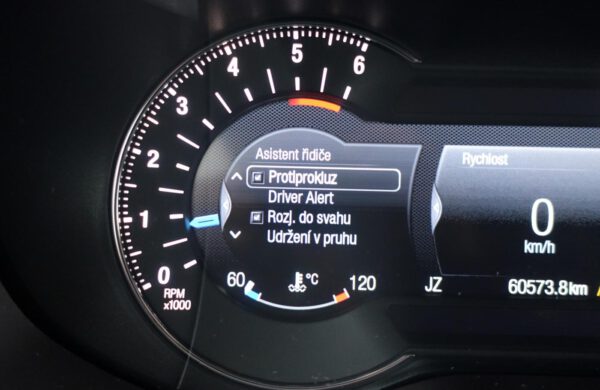 6
5
4
3
2
1
0
RPM
x1000
Asistent řidiče
Protiprokluz
Driver Alert
Rozj. do svahu
Udržení v pruhu
60 °C 120
Rychlost
0
km/h
JZ 60573.8km